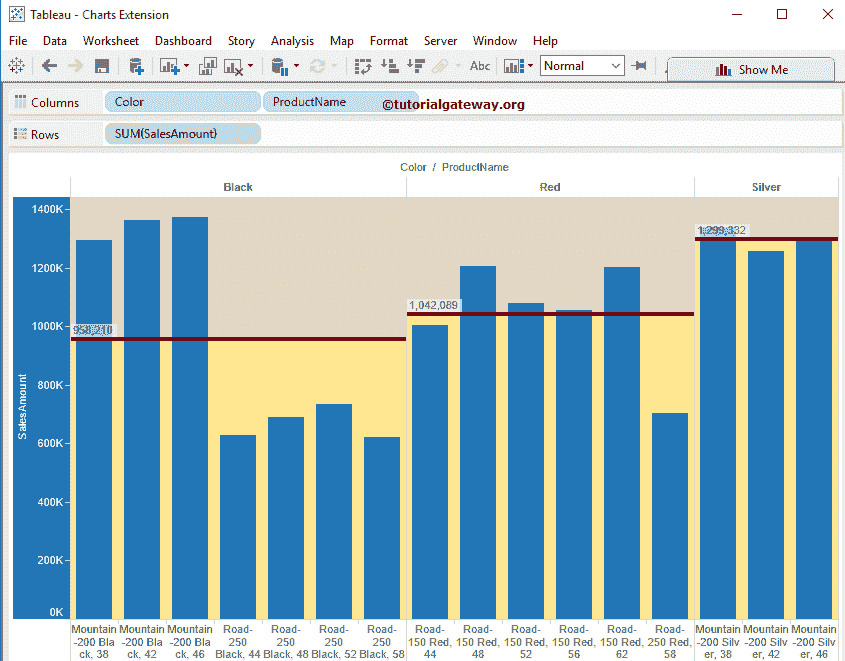 Tableau - Charts Extension
File Data Worksheet Dashboard Story Analysis Map Format Server Window Help
Abc Normal Show Me
Columns Color ProductName ©tutorialgateway.org
Rows SUM(SalesAmount)
Color / ProductName
Black Red Silver
1400K
1200K
1000K
800K
600K
400K
200K
0K
SalesAmount
958,210
1,042,089
1,299,332
Mountain Mountain Mountain Road- Road- Road- Road- Road- Road- Road- Road- Road- Road- Mountain Mountain Mountain
-200 Bla -200 Bla -200 Bla 250 250 250 250 150 Red, 150 Red, 150 Red, 150 Red, 150 Red, 250 Red, -200 Silv -200 Silv -200 Silv
ck, 38 ck, 42 ck, 46 Black, 44 Black, 48 Black, 52 Black, 58 44 48 52 56 62 58 er, 38 er, 42 er, 46